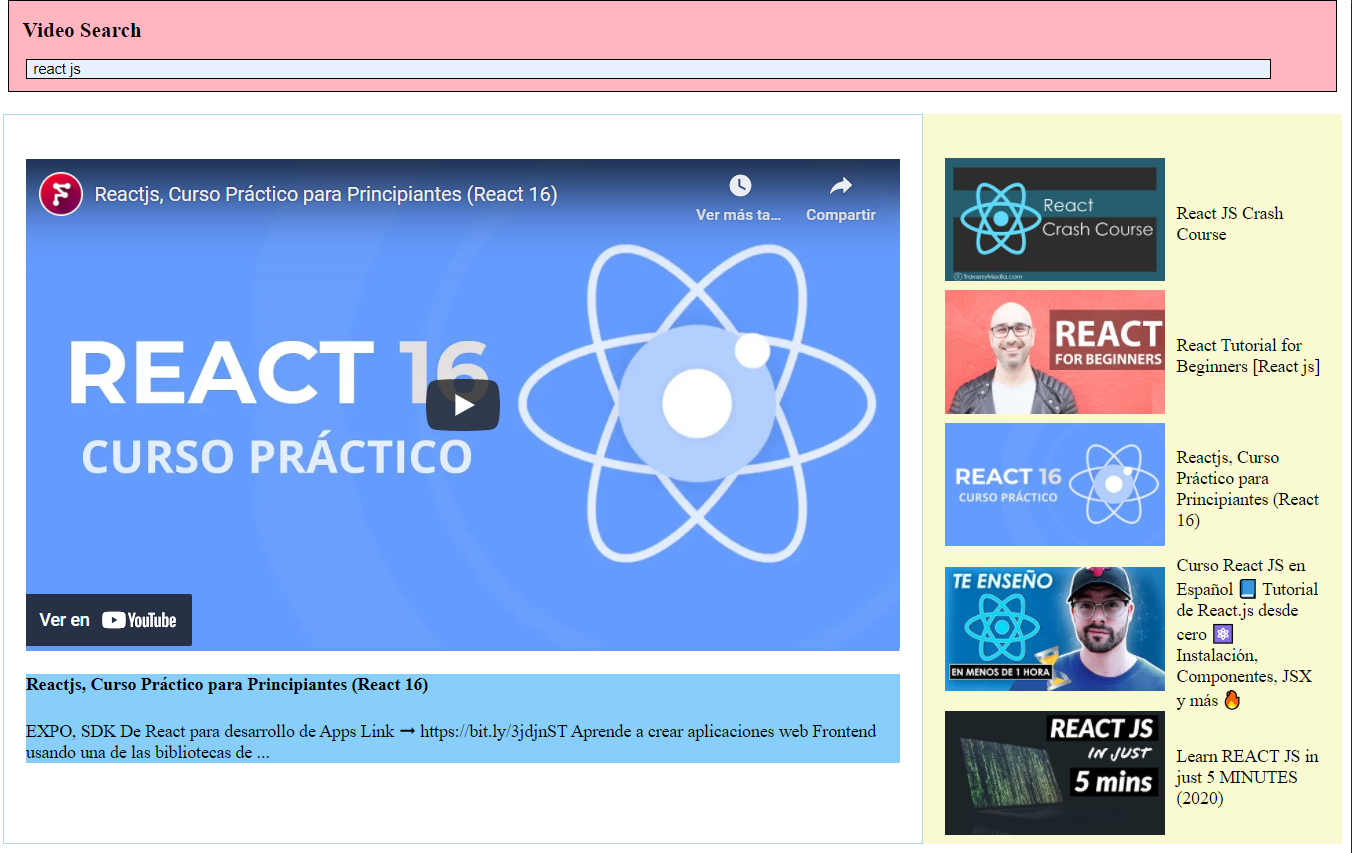 Video Search
react js
Reactjs, Curso Práctico para Principiantes (React 16)
Ver más ta...
Compartir
REACT 16
CURSO PRÁCTICO
Ver en YouTube
Reactjs, Curso Práctico para Principiantes (React 16)
EXPO, SDK De React para desarrollo de Apps Link ➞ https://bit.ly/3jdjnST Aprende a crear aplicaciones web Frontend
usando una de las bibliotecas de ...
React
Crash Course
TraversyMedia.com
React JS Crash
Course
REACT
FOR BEGINNERS
React Tutorial for
Beginners [React js]
REACT 16
CURSO PRÁCTICO
Reactjs, Curso
Práctico para
Principiantes (React
16)
TE ENSEÑO
EN MENOS DE 1 HORA
Curso React JS en
Español 📘 Tutorial
de React.js desde
cero ⚛️
Instalación,
Componentes, JSX
y más 🔥
REACT JS
IN JUST
5 mins
Learn REACT JS in
just 5 MINUTES
(2020)